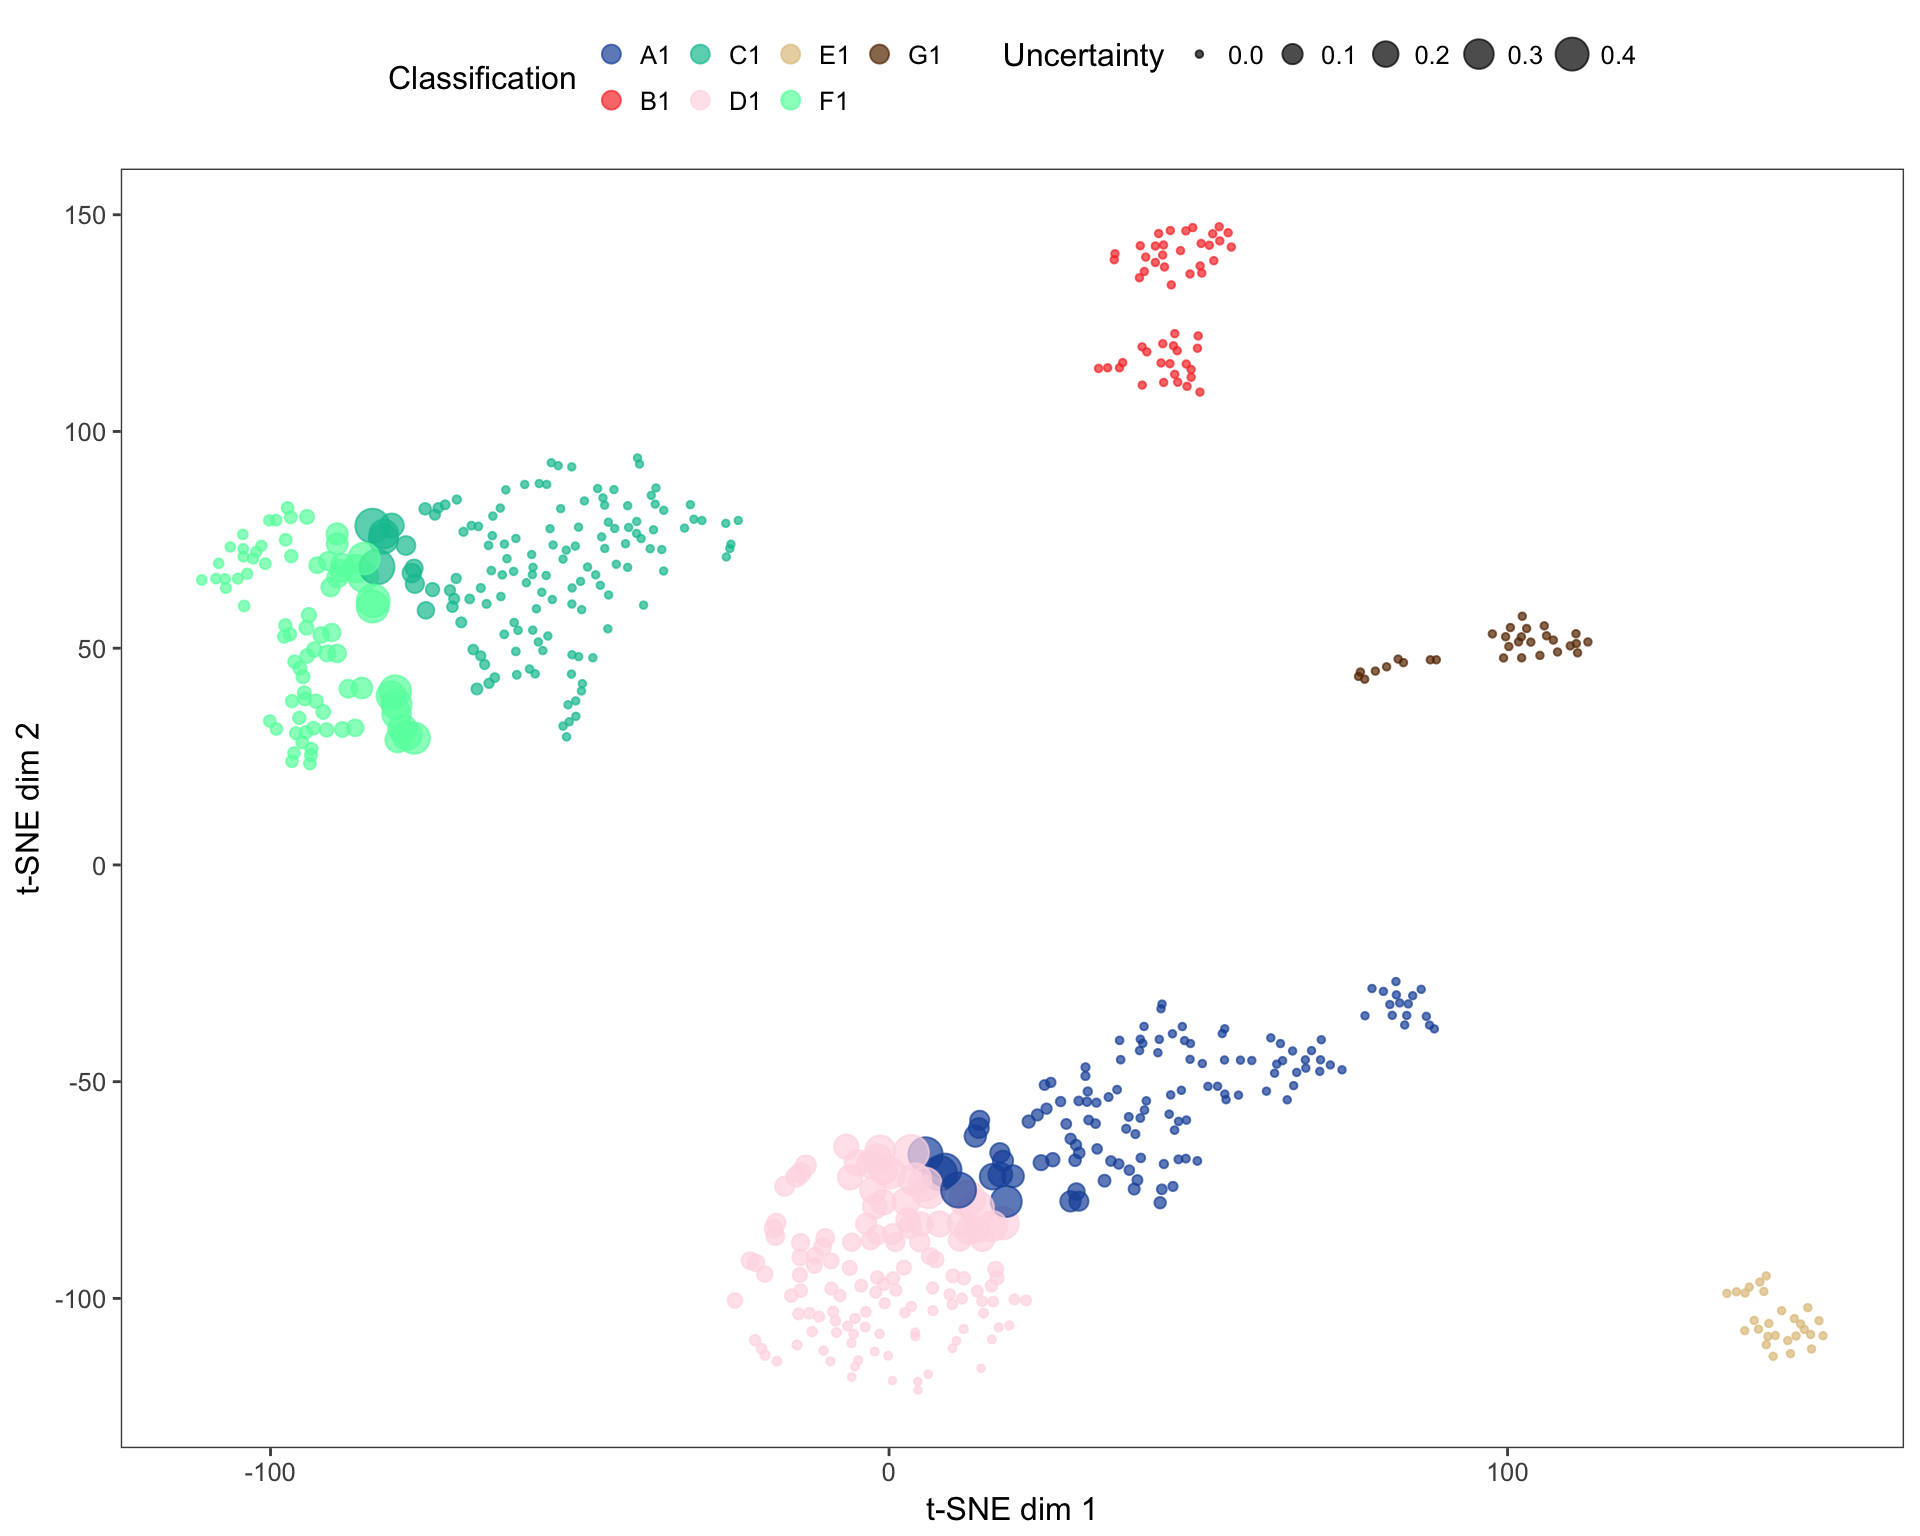 Classification
A1 C1 E1 G1
B1 D1 F1
Uncertainty 0.0 0.1 0.2 0.3 0.4
t-SNE dim 2
150
100
50
0
-50
-100
-100 0 100
t-SNE dim 1